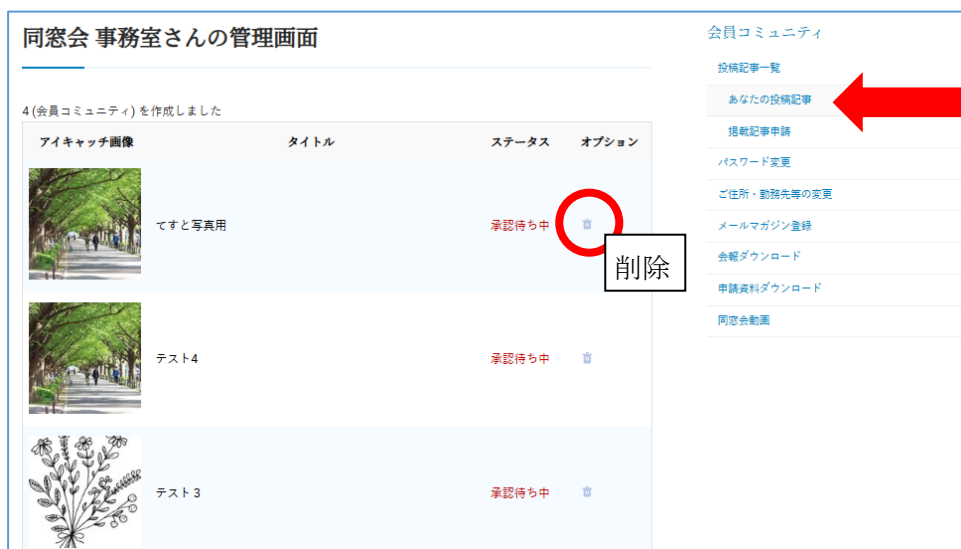 同窓会 事務室さんの管理画面
4 (会員コミュニティ) を作成しました
アイキャッチ画像 タイトル ステータス オプション
てすと写真用 承認待ち中
削除
テスト4 承認待ち中
テスト３ 承認待ち中
会員コミュニティ
投稿記事一覧
あなたの投稿記事
掲載記事申請
パスワード変更
ご住所・勤務先等の変更
メールマガジン登録
会報ダウンロード
申請資料ダウンロード
同窓会動画